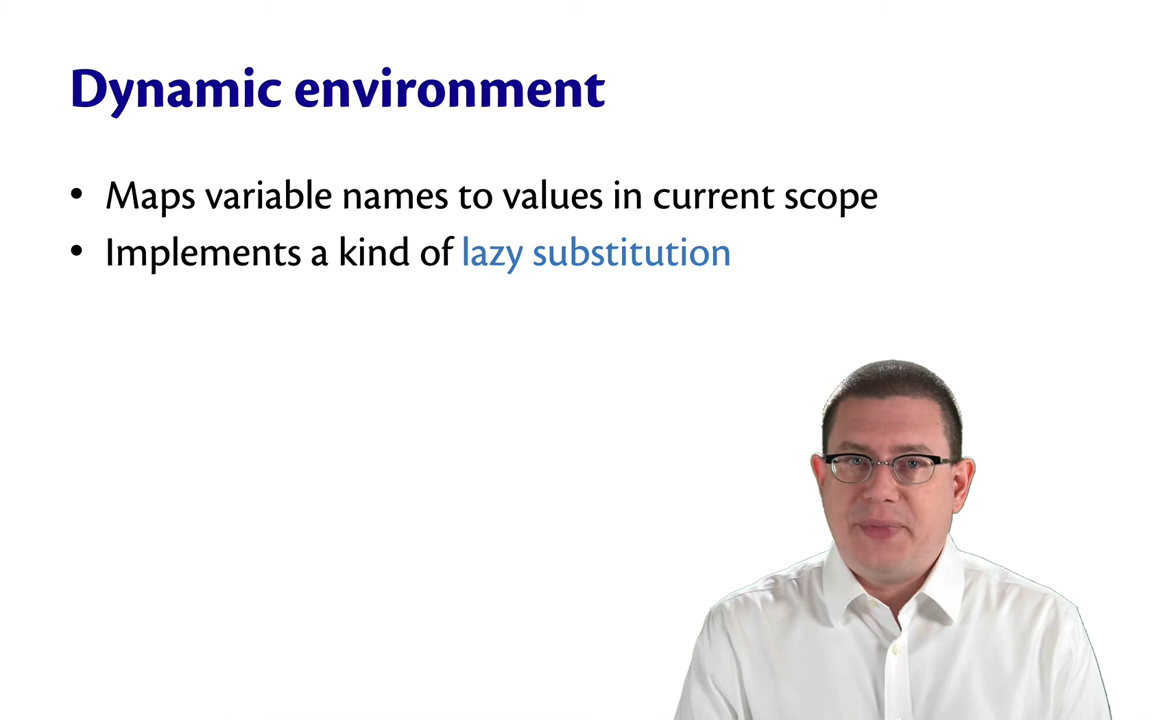 Dynamic environment
• Maps variable names to values in current scope
• Implements a kind of lazy substitution